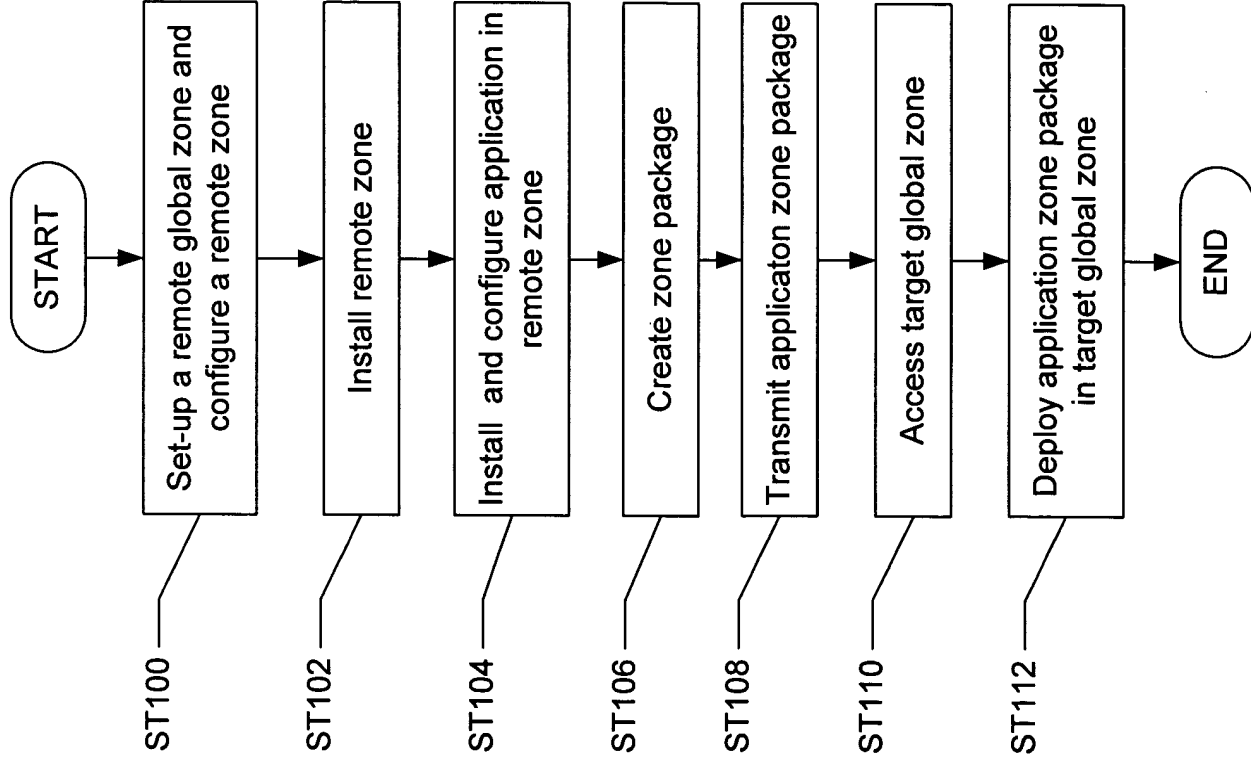 START
ST100
Set-up a remote global zone and
configure a remote zone
ST102
Install remote zone
ST104
Install and configure application in
remote zone
ST106
Create zone package
ST108
Transmit applicaton zone package
ST110
Access target global zone
ST112
Deploy application zone package
in target global zone
END